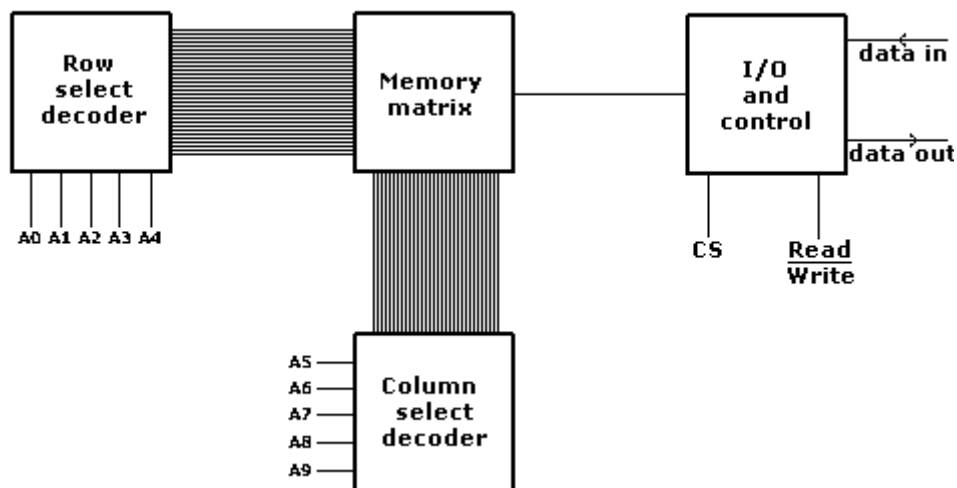 Row
select
decoder
Memory
matrix
I/O
and
control
data in
data out
A0 A1 A2 A3 A4
CS
Read
Write
A5
A6
A7
A8
A9
Column
select
decoder